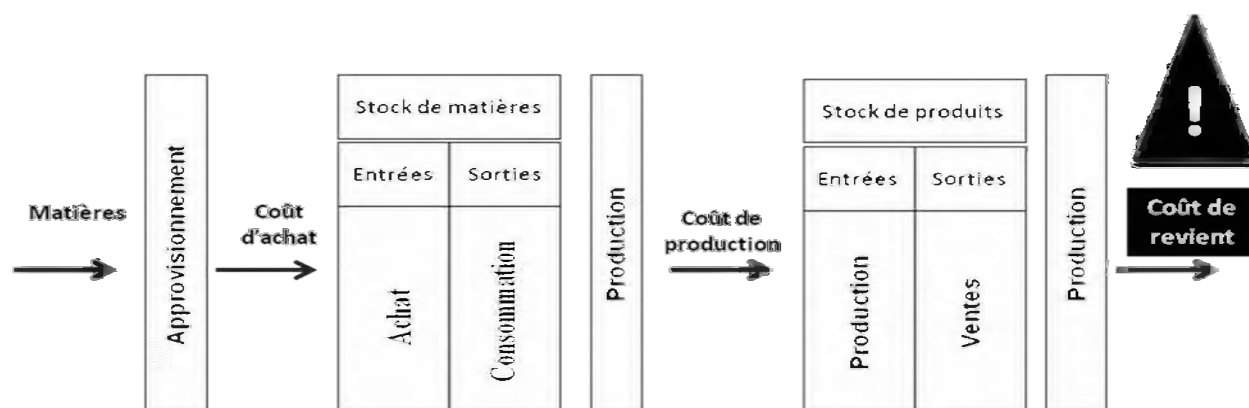 Matières
Approvisionnement
Coût
d'achat
Stock de matières
Entrées
Sorties
Achat
Consommation
Production
Coût de
production
Stock de produits
Entrées
Sorties
Production
Ventes
Production
!
Coût de
revient